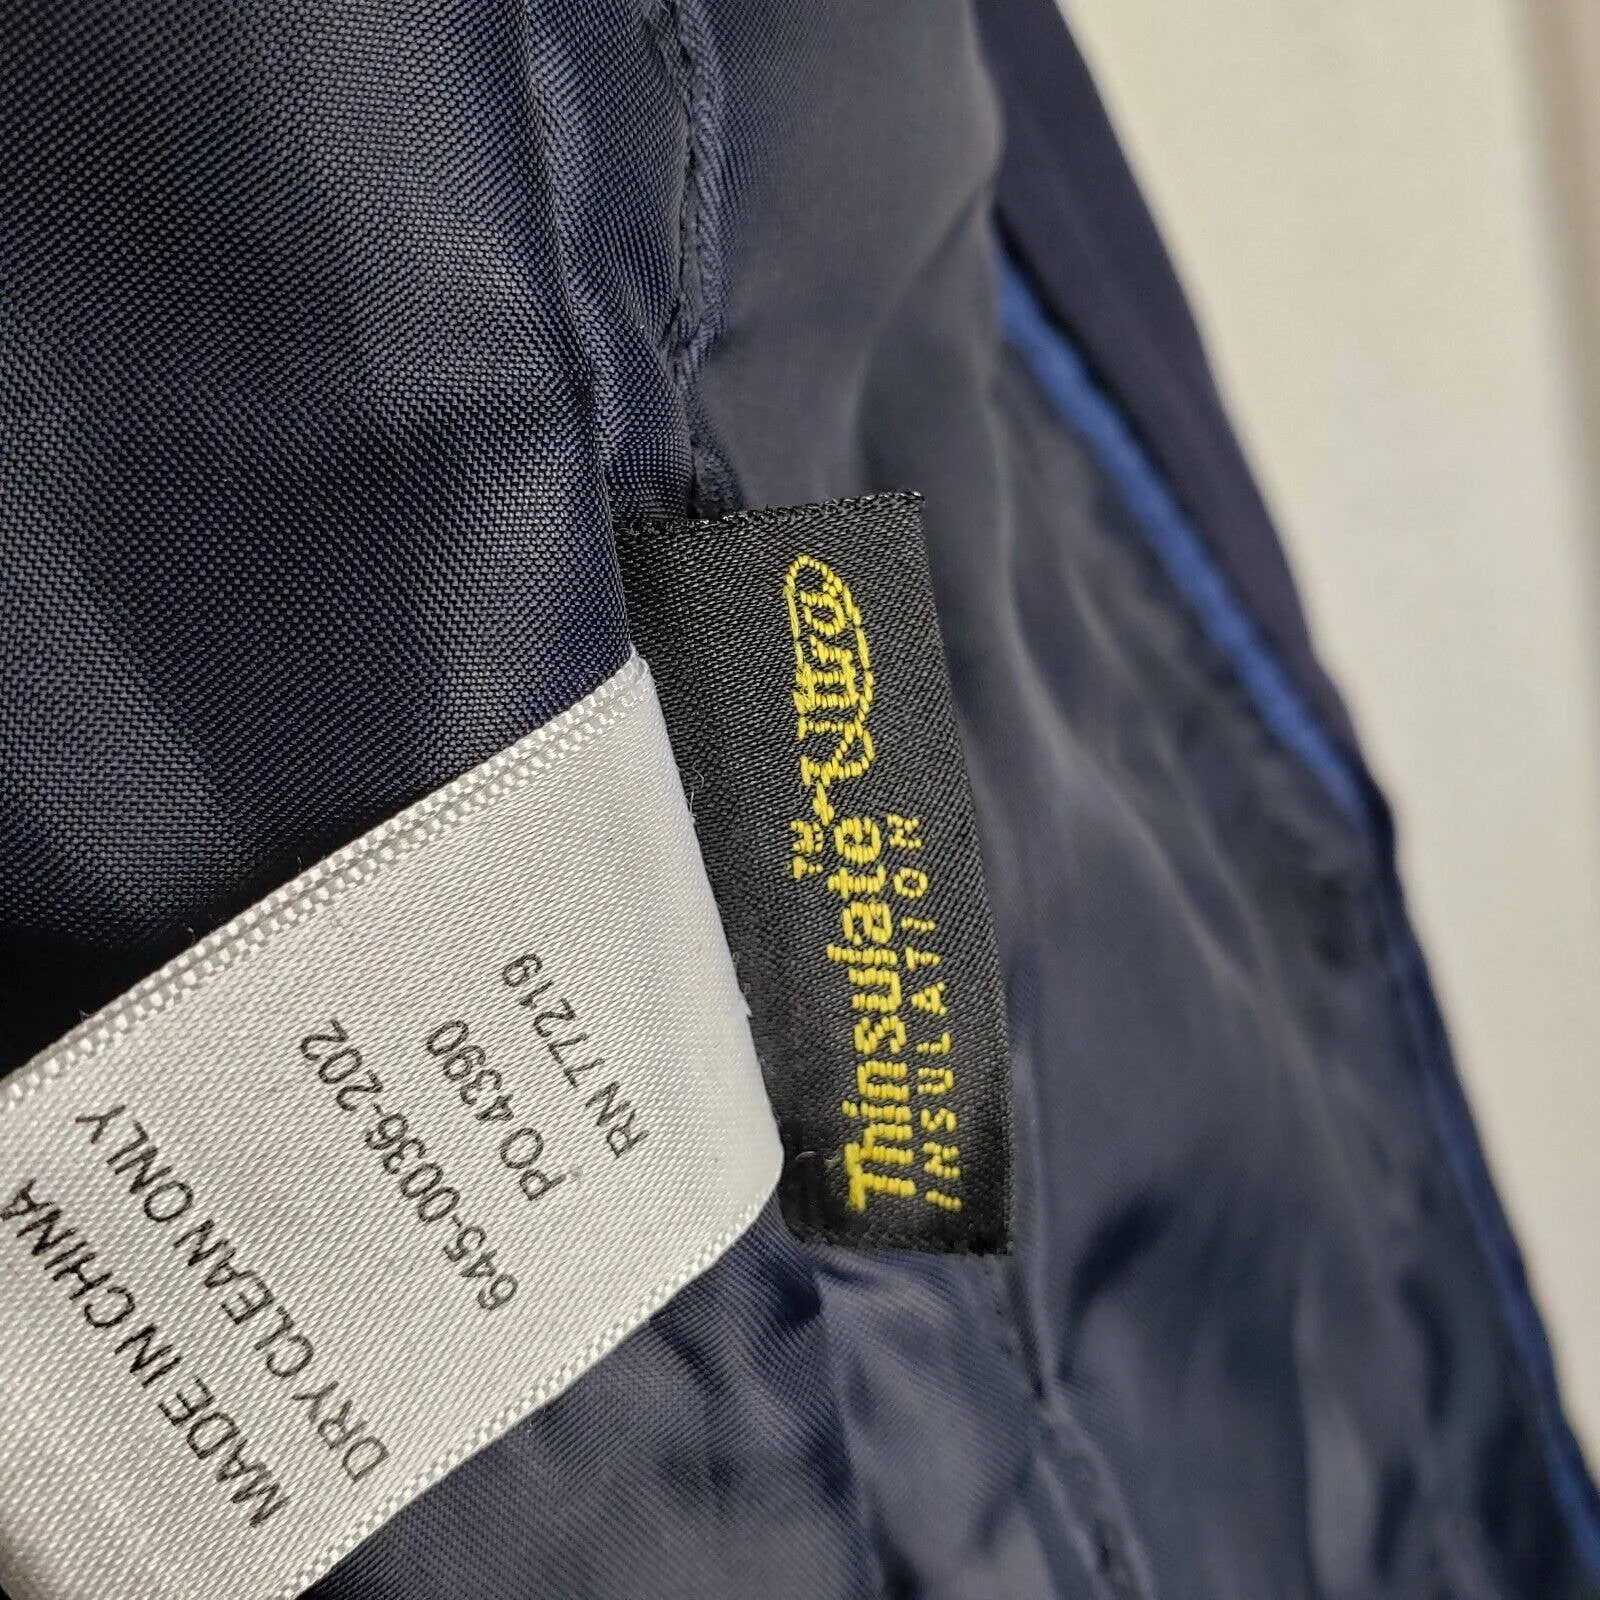 MADE IN CHINA
DRY CLEAN ONLY
645-0036-202
PO 4390
RN 77219
TM
Ultra
Thinsulate
INSULATION